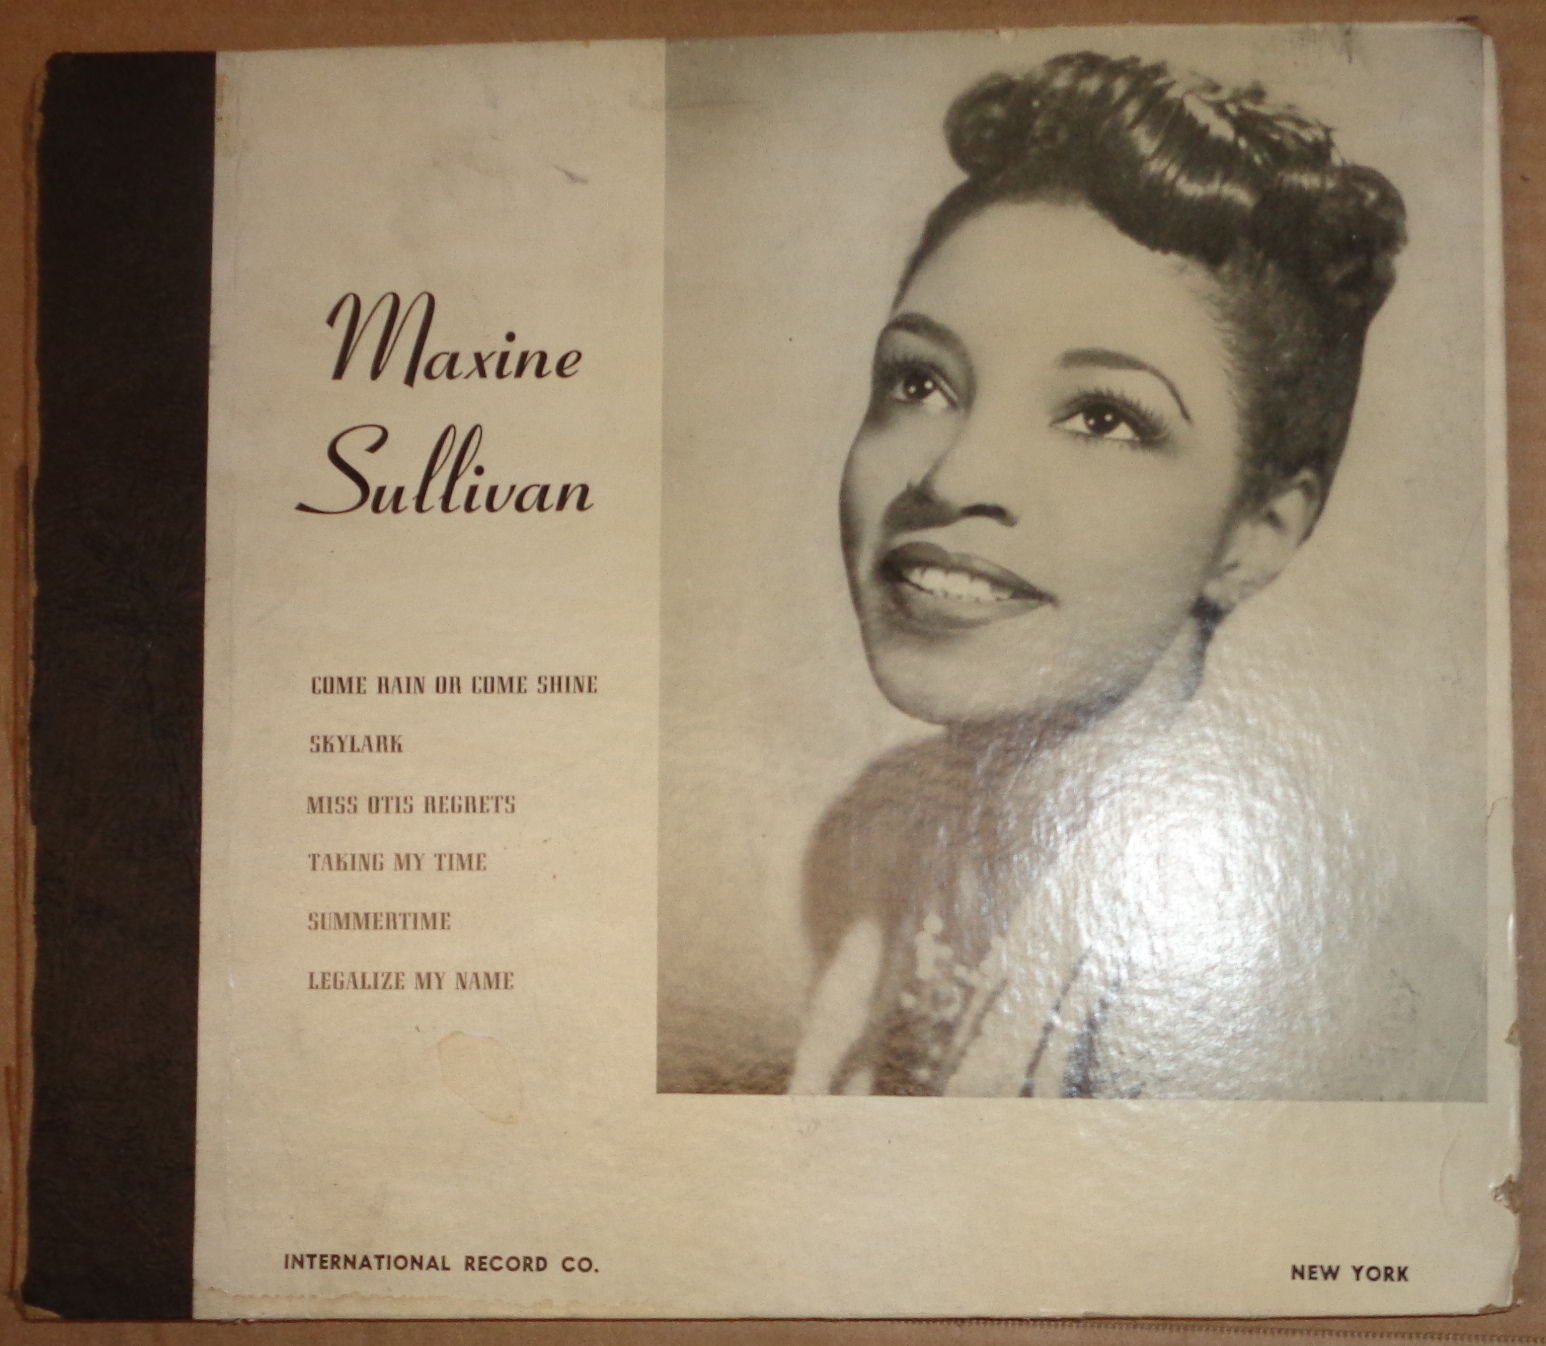 Maxine
Sullivan
COME RAIN OR COME SHINE
SKYLARK
MISS OTIS REGRETS
TAKING MY TIME
SUMMERTIME
LEGALIZE MY NAME
INTERNATIONAL RECORD CO.
NEW YORK